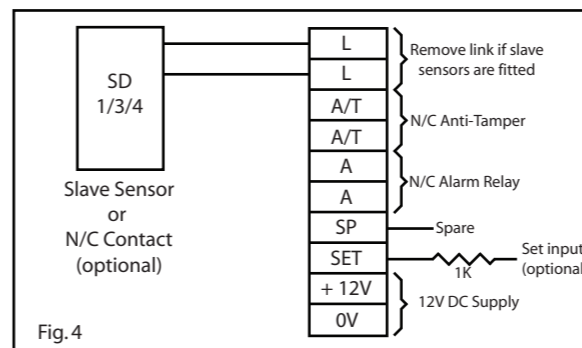 SD
1/3/4
Slave Sensor
or
N/C Contact
(optional)
Fig. 4
L
L
A/T
A/T
A
A
SP
SET
+ 12V
0V
Remove link if slave
sensors are fitted
N/C Anti-Tamper
N/C Alarm Relay
Spare
1K
Set input
(optional
12V DC Supply